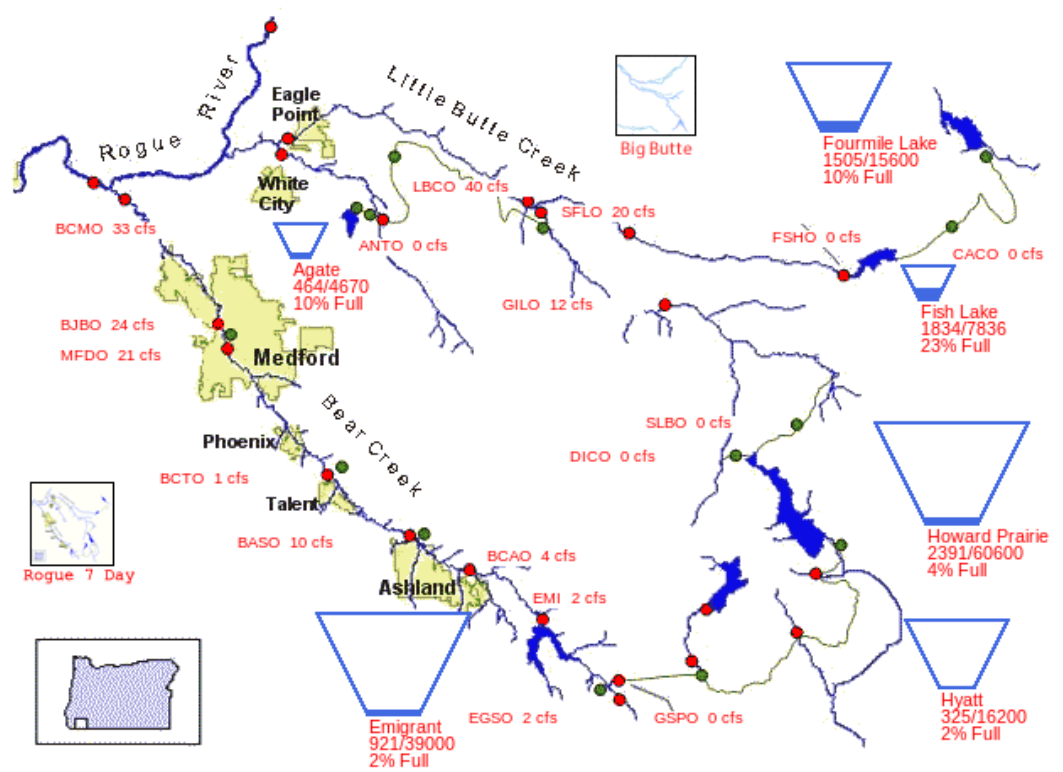 Rogue River
Eagle
Point
Little Butte Creek
Big Butte
Fourmile Lake
1505/15600
10% Full
White
City
LBCO 40 cfs
SFLO 20 cfs
BCMO 33 cfs
ANTO 0 cfs
FSHO 0 cfs
CACO 0 cfs
Agate
464/4670
10% Full
GILO 12 cfs
Fish Lake
1834/7836
23% Full
BJBO 24 cfs
MFDO 21 cfs
Medford
Bear Creek
SLBO 0 cfs
Phoenix
DICO 0 cfs
BCTO 1 cfs
Talent
Howard Prairie
2391/60600
4% Full
BASO 10 cfs
BCAO 4 cfs
Rogue 7 Day
Ashland
EMI 2 cfs
Hyatt
325/16200
2% Full
EGSO 2 cfs
GSPO 0 cfs
Emigrant
921/39000
2% Full